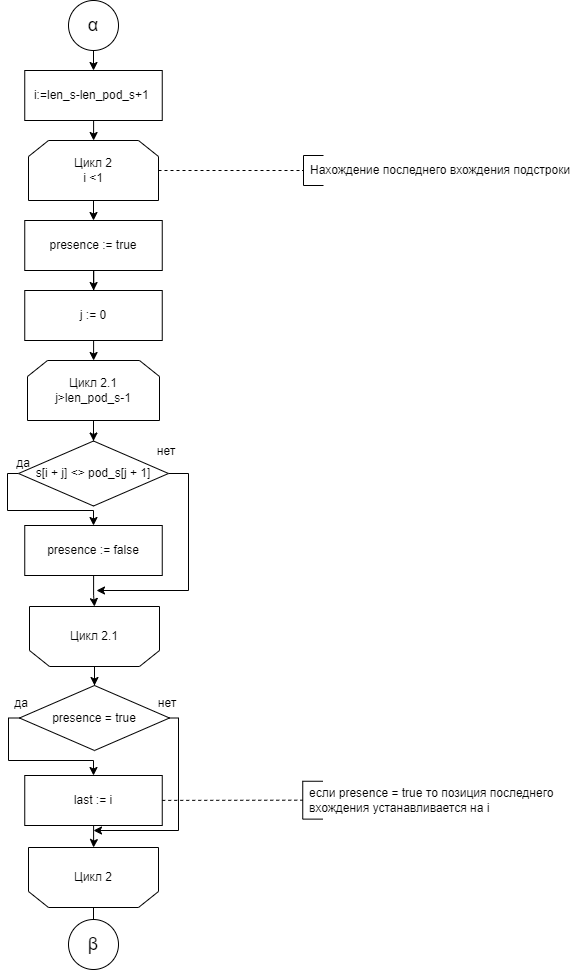 α
i:=len_s-len_pod_s+1
Цикл 2
i <1
Нахождение последнего вхождения подстроки
presence := true
j := 0
Цикл 2.1
j>len_pod_s-1
да
нет
s[i + j] <> pod_s[j + 1]
presence := false
Цикл 2.1
да
нет
presence = true
last := i
если presence = true то позиция последнего
вхождения устанавливается на i
Цикл 2
β